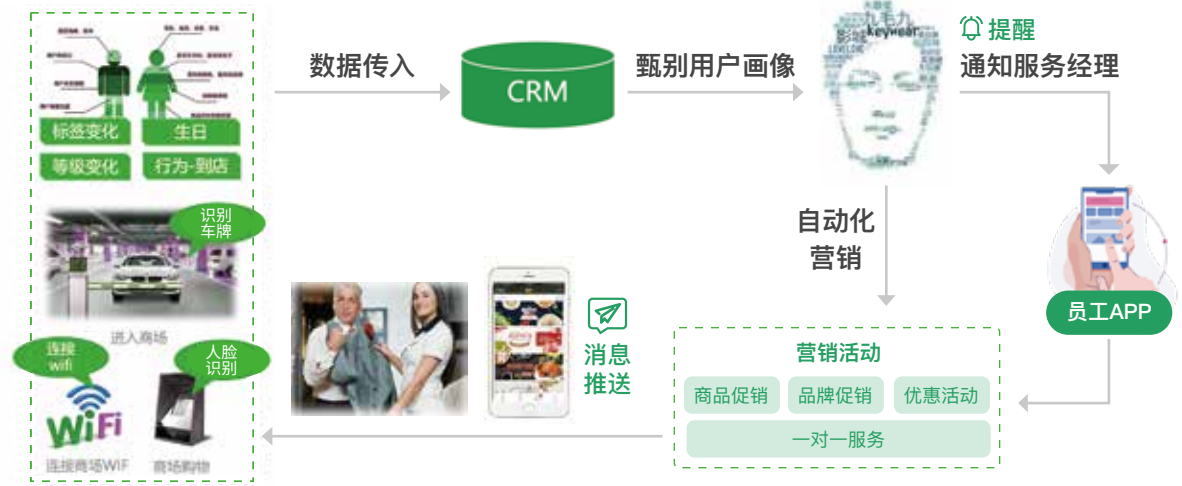 标签变化
生日
等级变化
行为-到店
识别
车牌
进入商场
连接
wifi
人脸
识别
WiFi
连接商场WIF
商场购物
数据传入
CRM
甄别用户画像
九毛九
keywear
LOVELOVE
提醒
通知服务经理
员工APP
自动化
营销
营销活动
商品促销
品牌促销
优惠活动
一对一服务
消息
推送